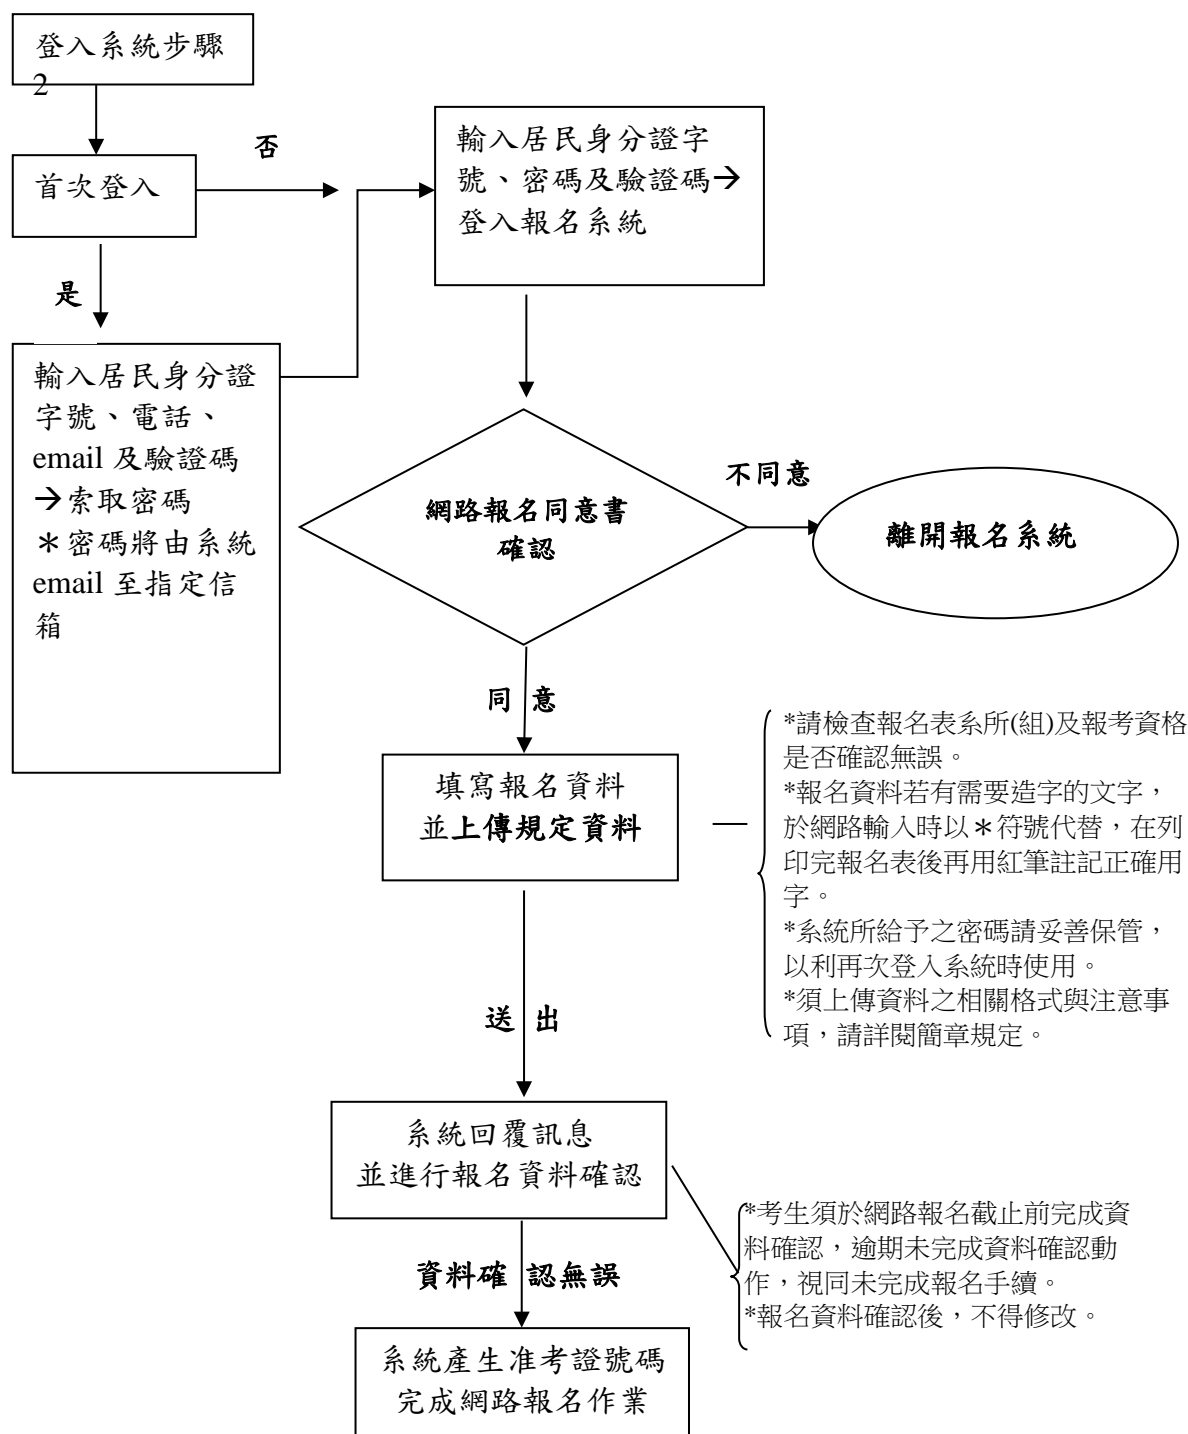 登入系統步驟
2
首次登入
否
是
輸入居民身分證字
號、密碼及驗證碼→
登入報名系統
輸入居民身分證
字號、電話、
email 及驗證碼
→索取密碼
＊密碼將由系統
email 至指定信
箱
網路報名同意書
確認
不同意
離開報名系統
同 意
填寫報名資料
並上傳規定資料
*請檢查報名表系所(組)及報考資格
是否確認無誤。
*報名資料若有需要造字的文字，
於網路輸入時以＊符號代替，在列
印完報名表後再用紅筆註記正確用
字。
*系統所給予之密碼請妥善保管，
以利再次登入系統時使用。
*須上傳資料之相關格式與注意事
項，請詳閱簡章規定。
送 出
系統回覆訊息
並進行報名資料確認
*考生須於網路報名截止前完成資
料確認，逾期未完成資料確認動
作，視同未完成報名手續。
*報名資料確認後，不得修改。
資料確 認無誤
系統產生准考證號碼
完成網路報名作業